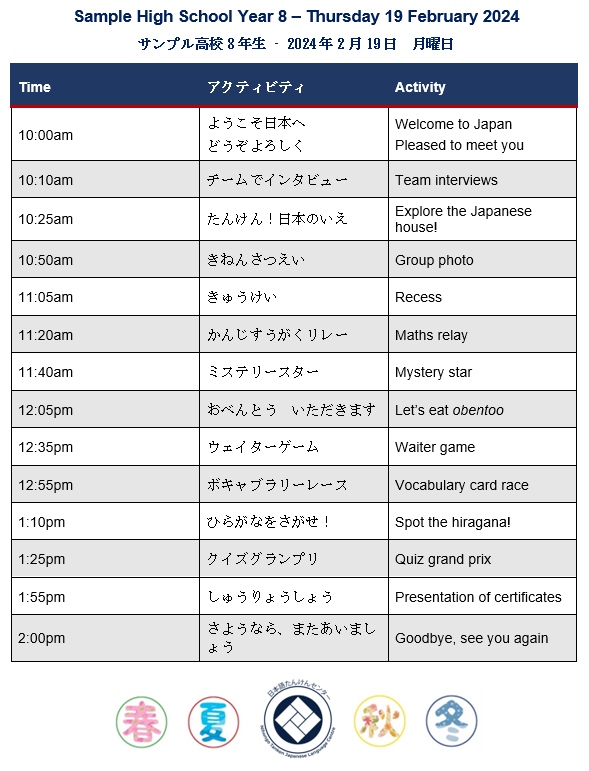 Sample High School Year 8 – Thursday 19 February 2024
サンプル高校8年生 - 2024年2月19日　月曜日
Time アクティビティ Activity
10:00am ようこそ日本へ Welcome to Japan
どうぞよろしく Pleased to meet you
10:10am チームでインタビュー Team interviews
10:25am たんけん！日本のいえ Explore the Japanese
house!
10:50am きねんさつえい Group photo
11:05am きゅうけい Recess
11:20am かんじすうがくリレー Maths relay
11:40am ミステリースター Mystery star
12:05pm おべんとう　いただきます Let's eat obentoo
12:35pm ウェイターゲーム Waiter game
12:55pm ボキャブラリーレース Vocabulary card race
1:10pm ひらがなをさがせ！ Spot the hiragana!
1:25pm クイズグランプリ Quiz grand prix
1:55pm しゅうりょうしょう Presentation of certificates
2:00pm さようなら、またあいまし Goodbye, see you again
ょう
春 夏 日本語たんけんセンター 秋 冬